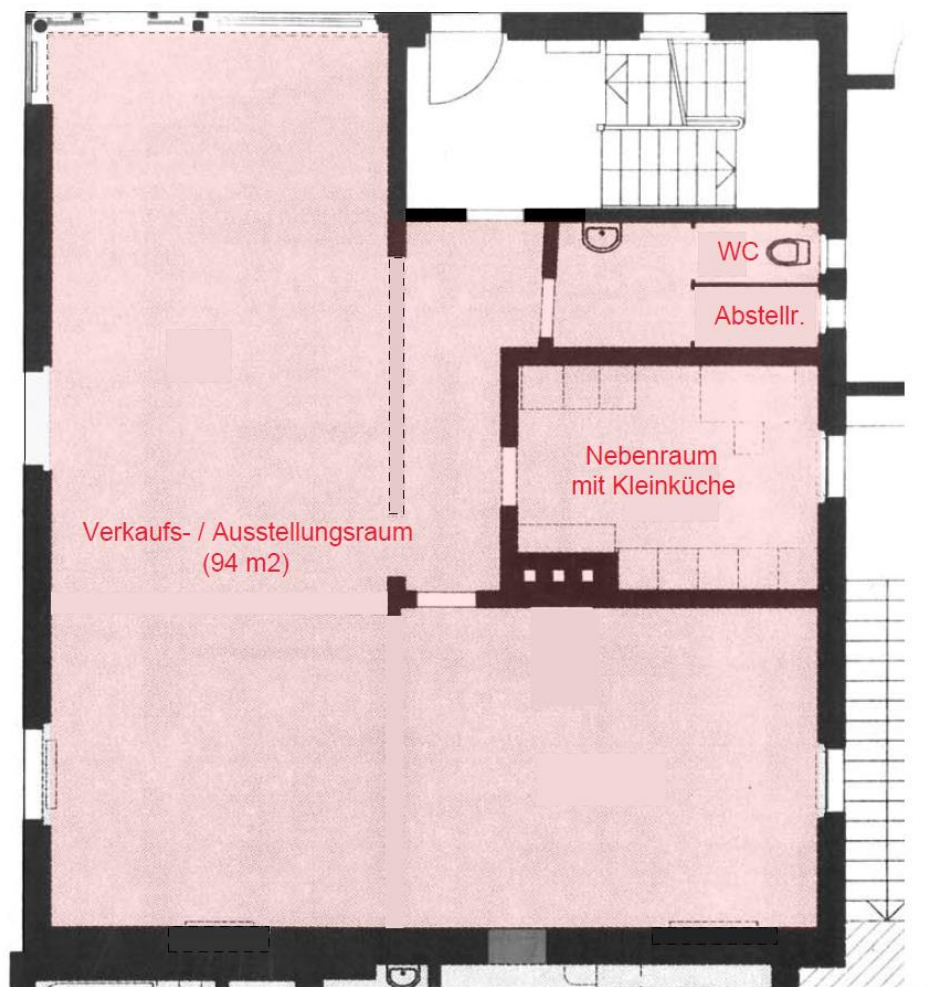 WC
Abstellr.
Nebenraum
mit Kleinküche
Verkaufs- / Ausstellungsraum
(94 m2)